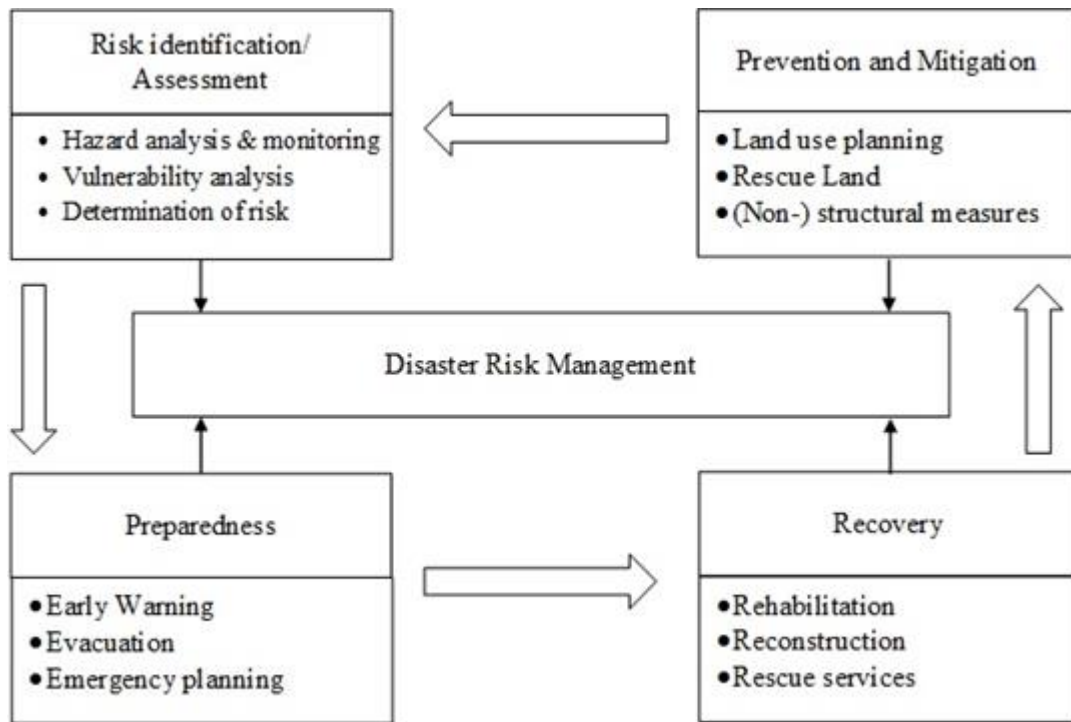 Risk identification/
Assessment
• Hazard analysis & monitoring
• Vulnerability analysis
• Determination of risk
Prevention and Mitigation
•Land use planning
•Rescue Land
•(Non-) structural measures
Disaster Risk Management
Preparedness
•Early Warning
•Evacuation
•Emergency planning
Recovery
•Rehabilitation
•Reconstruction
•Rescue services